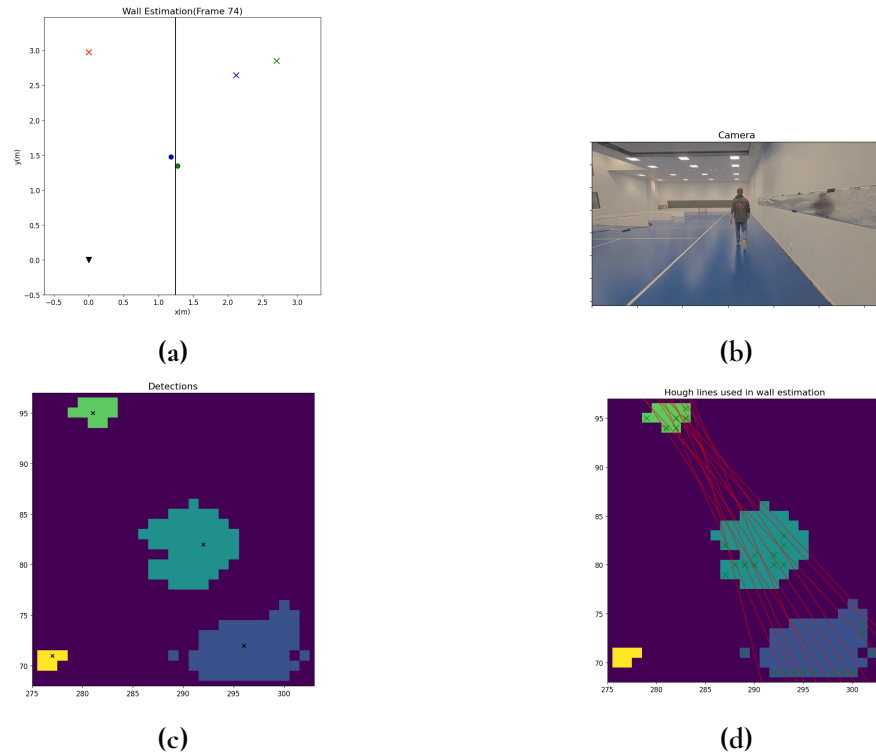 Wall Estimation(Frame 74)
3.0
2.5
2.0
1.5
1.0
0.5
0.0
−0.5
y(m)
−0.5 0.0 0.5 1.0 1.5 2.0 2.5 3.0
x(m)
(a)
Camera
(b)
Detections
95
90
85
80
75
70
275 280 285 290 295 300
(c)
Hough lines used in wall estimation
95
90
85
80
75
70
275 280 285 290 295 300
(d)